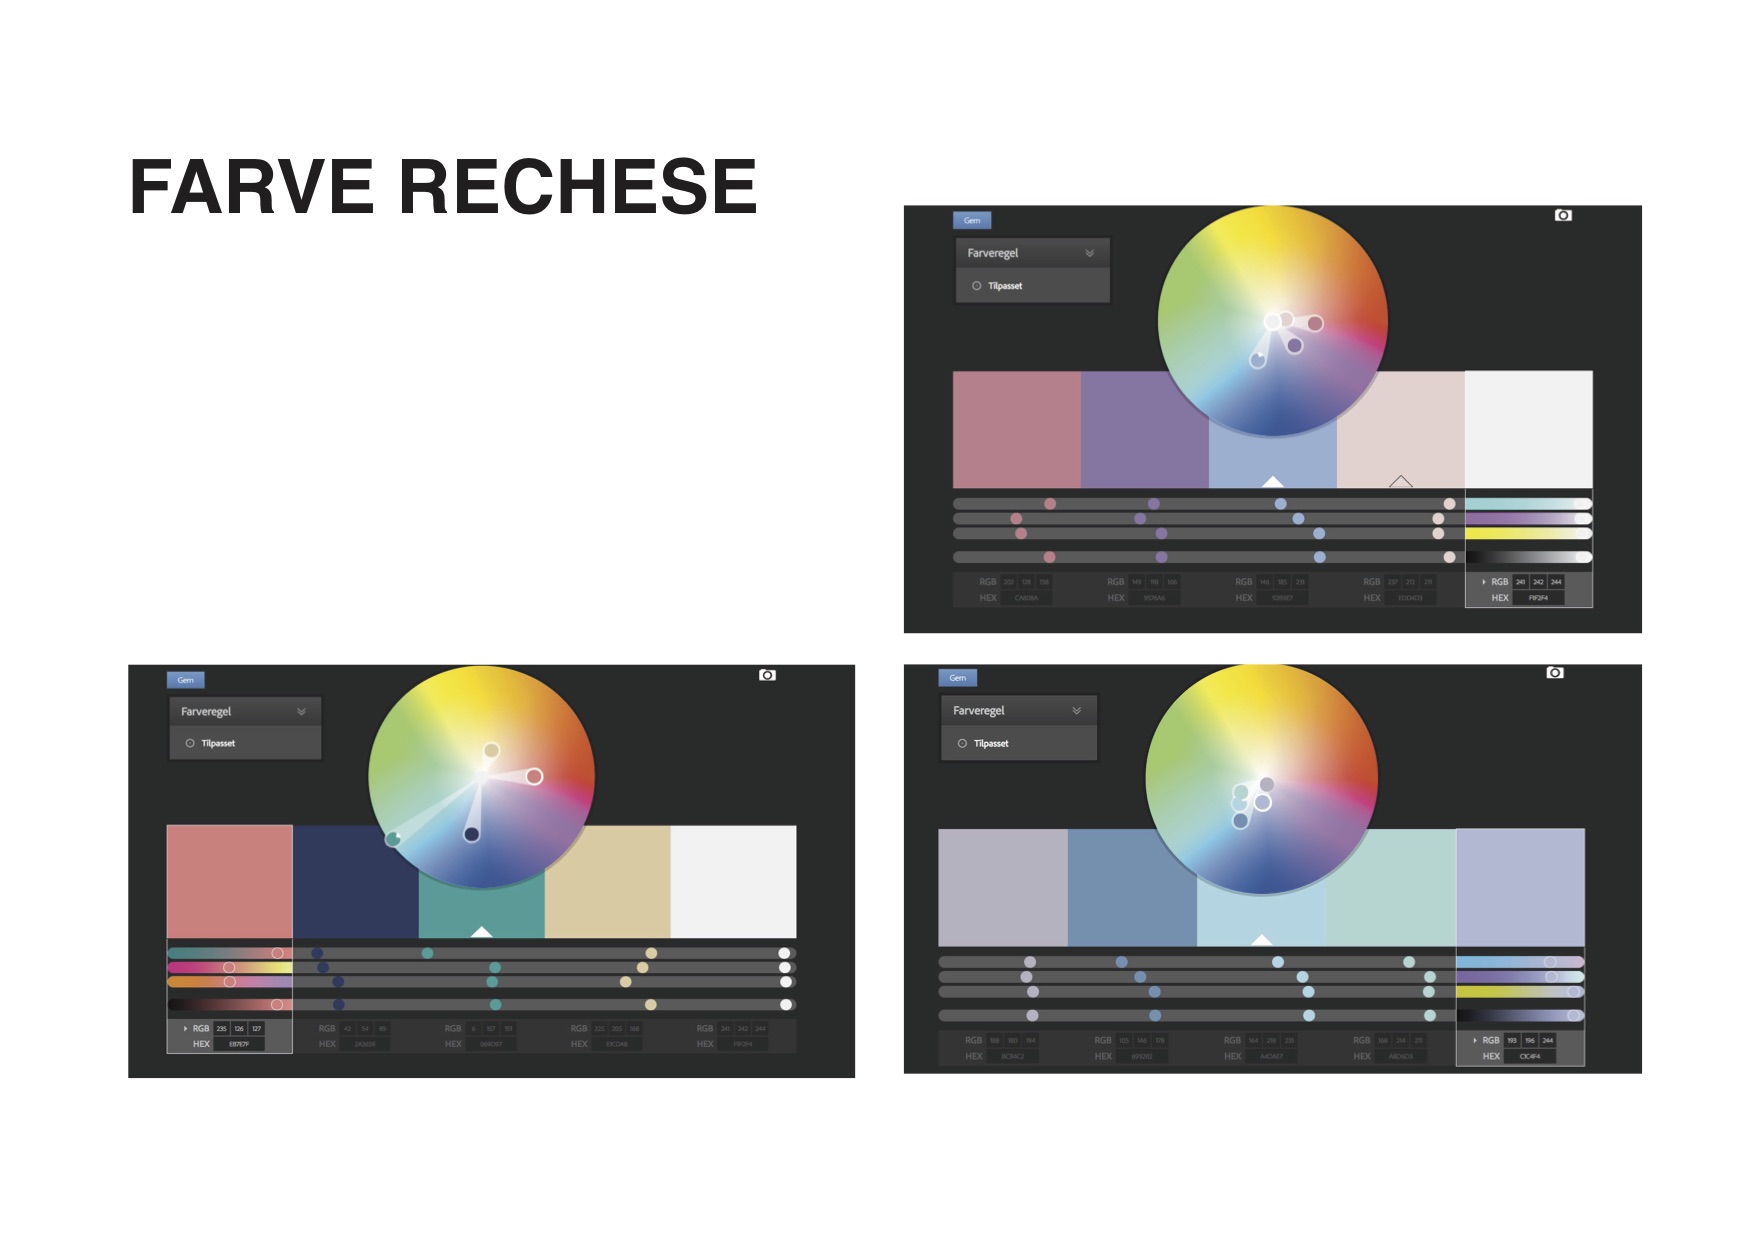 FARVE RECHESE
Gem
Farveregel
Tilpasset
RGB 202 128 138 RGB 149 118 166 RGB 146 185 231 RGB 237 212 211 RGB 241 242 244
HEX CA808A HEX 9576A6 HEX HEX EDD4D3 HEX F1F2F4
Gem
Farveregel
Tilpasset
RGB 235 126 127 RGB 42 54 89 RGB 6 157 151 RGB 225 205 168 RGB 241 242 244
HEX EB7E7F HEX 2A3659 HEX 069D97 HEX E1CDA8 HEX F1F2F4
Gem
Farveregel
Tilpasset
RGB 188 180 194 RGB 105 146 178 RGB 164 218 231 RGB 168 214 211 RGB 193 196 244
HEX BCB4C2 HEX 6992B2 HEX A4DAE7 HEX A8D6D3 HEX C1C4F4